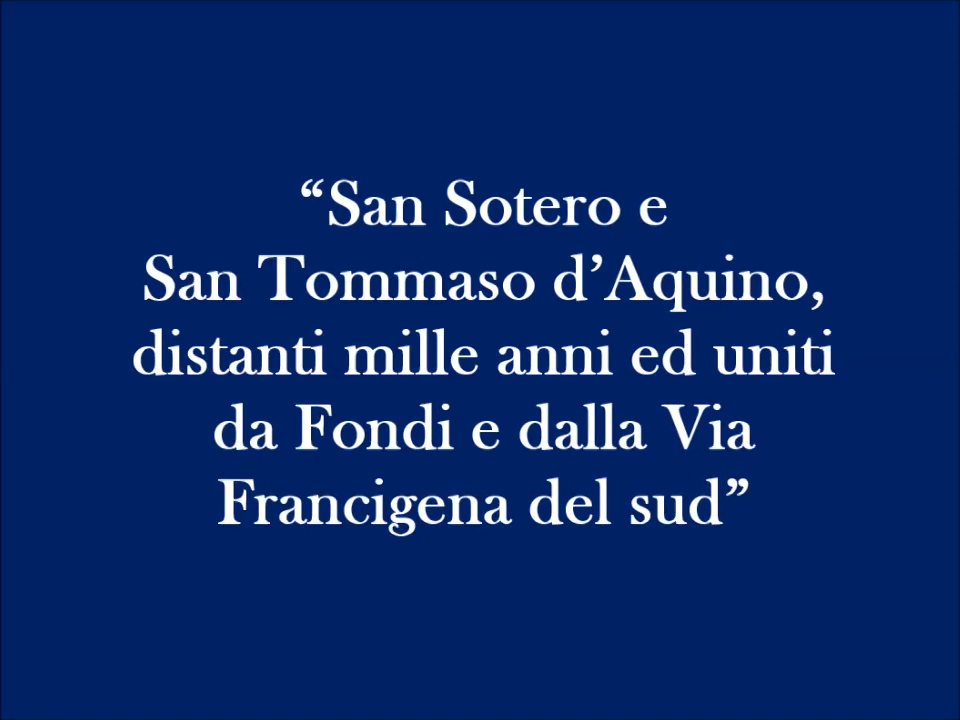 “San Sotero e
San Tommaso d’Aquino,
distanti mille anni ed uniti
da Fondi e dalla Via
Francigena del sud”